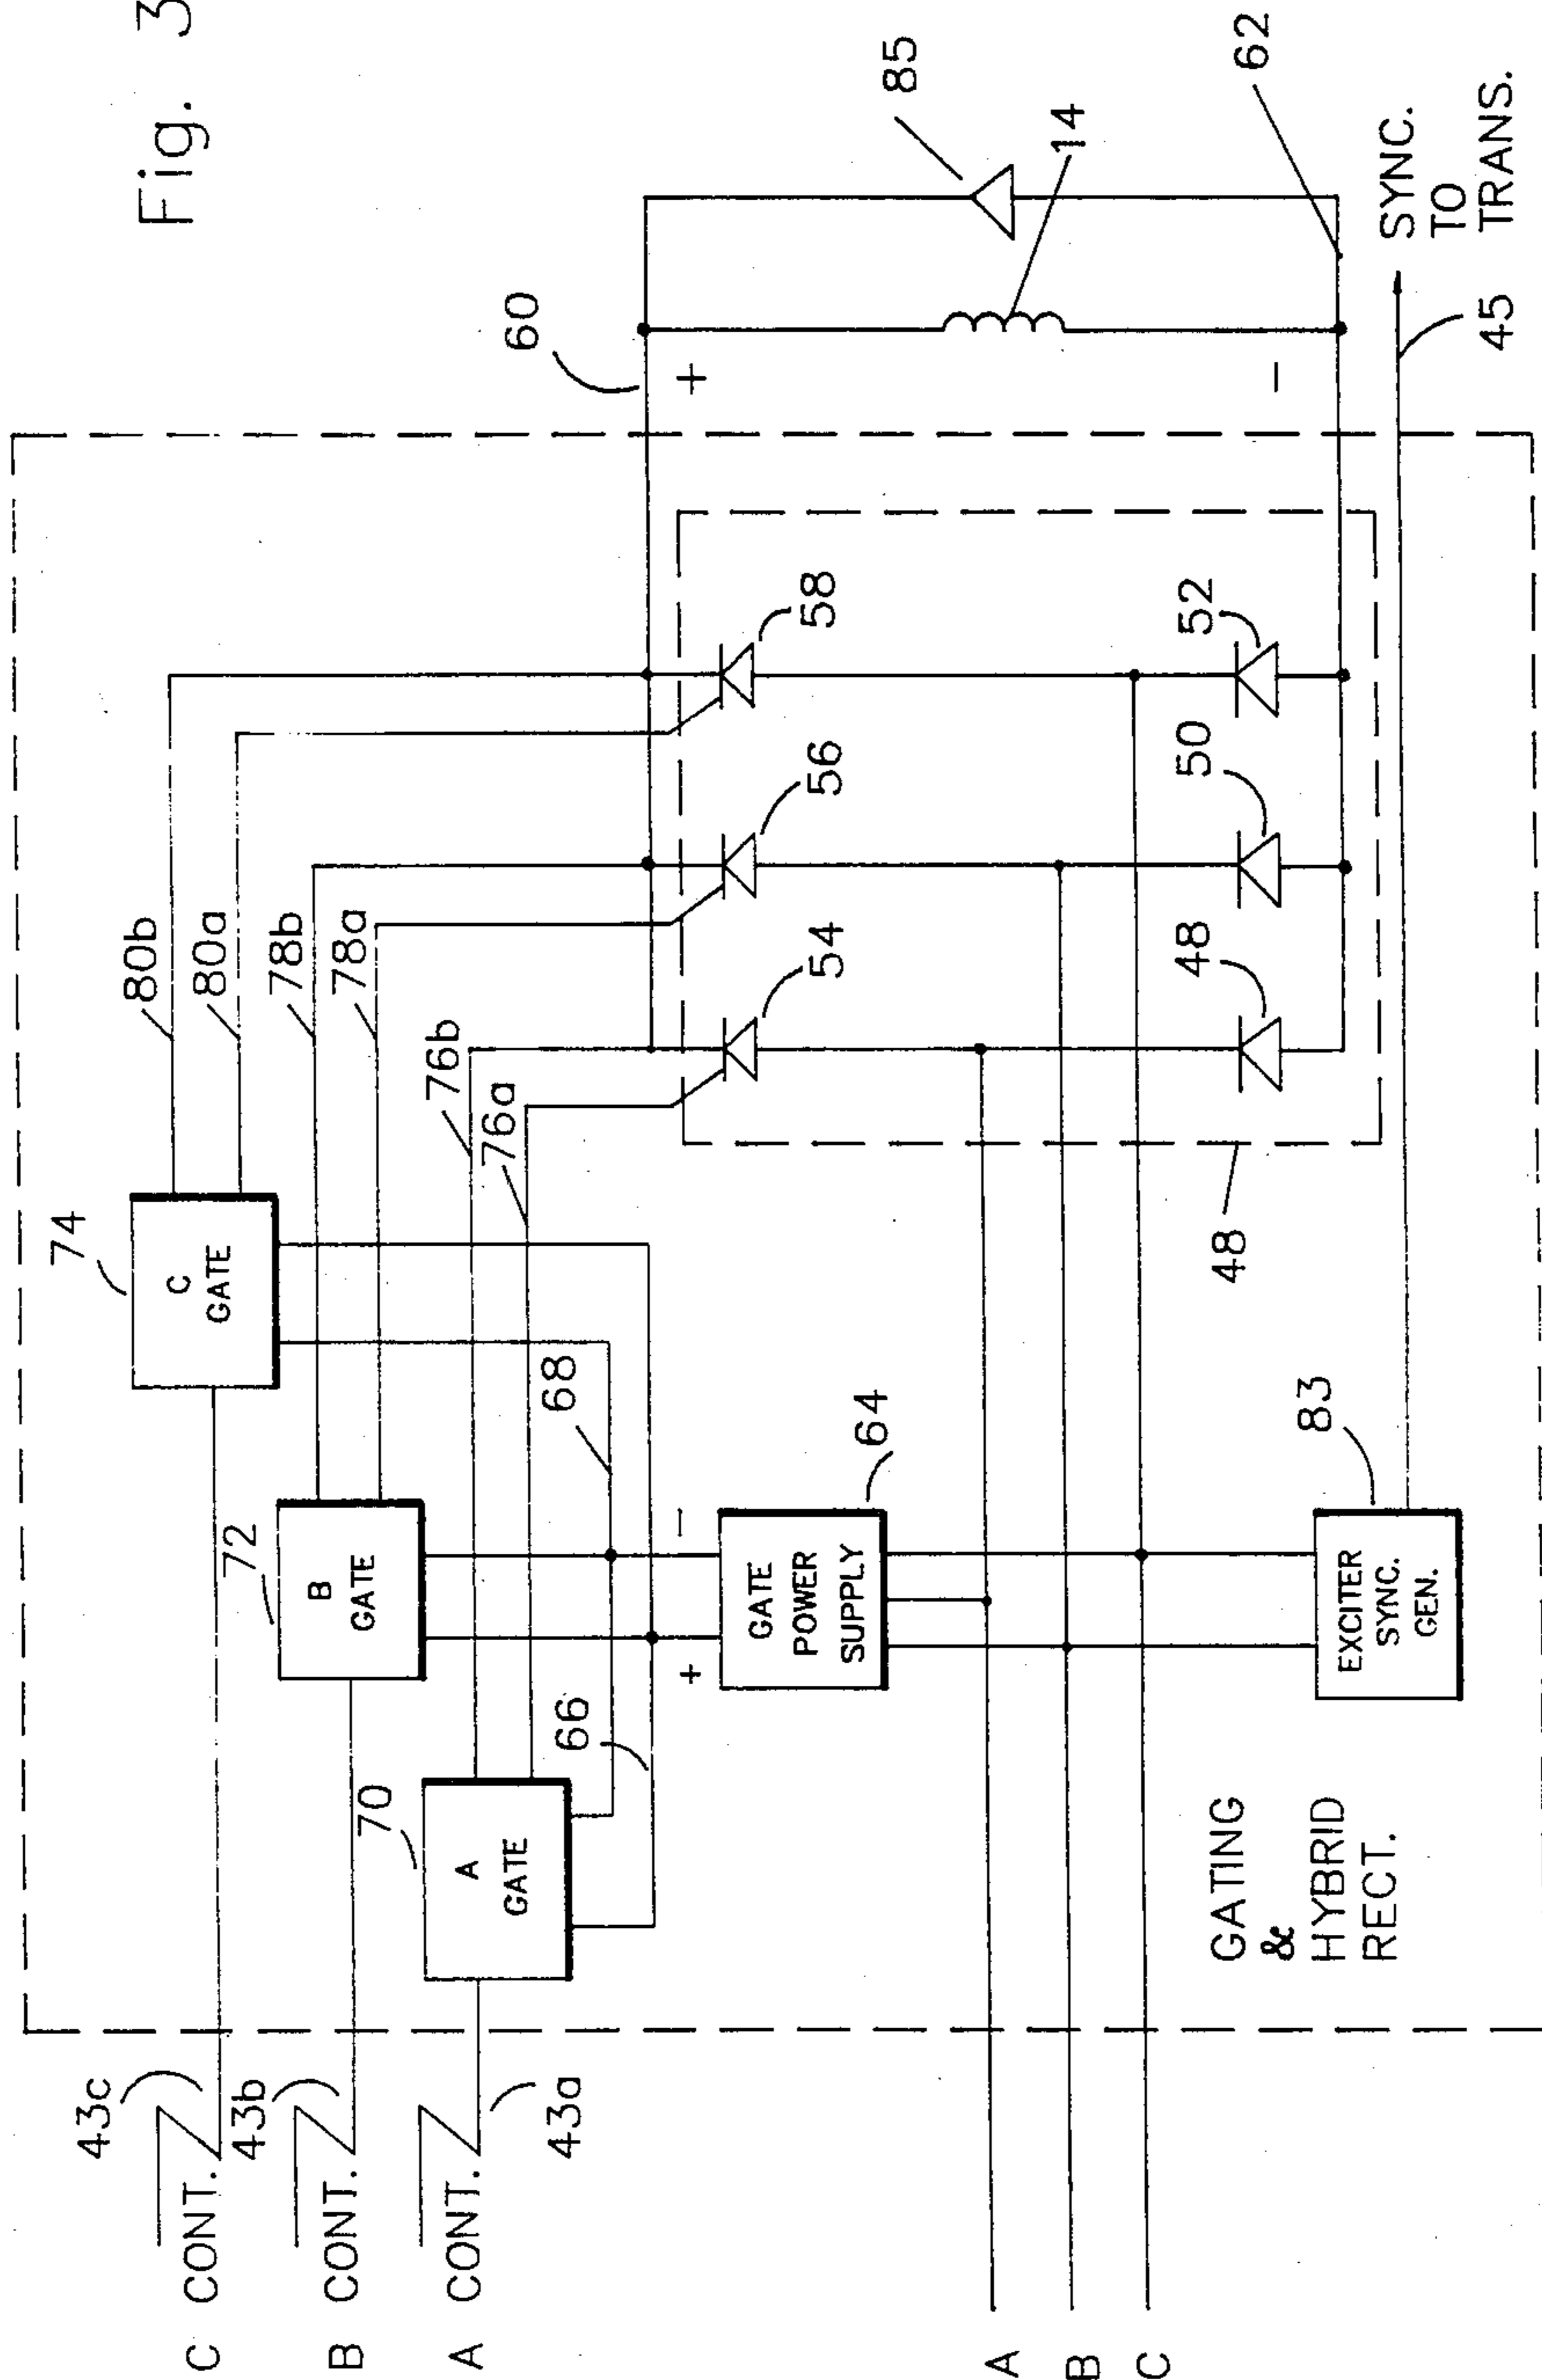 Fig. 3
C CONT.
43c
B CONT.
43b
A CONT.
43a
74
C
GATE
80b
80a
72
B
GATE
78b
78a
70
A
GATE
76b
76a
66
68
+
−
GATE
POWER
SUPPLY
64
60
+
−
85
14
62
54
56
58
48
50
52
48
A
B
C
GATING
&
HYBRID
RECT.
EXCITER
SYNC.
GEN.
83
SYNC.
TO
TRANS.
45